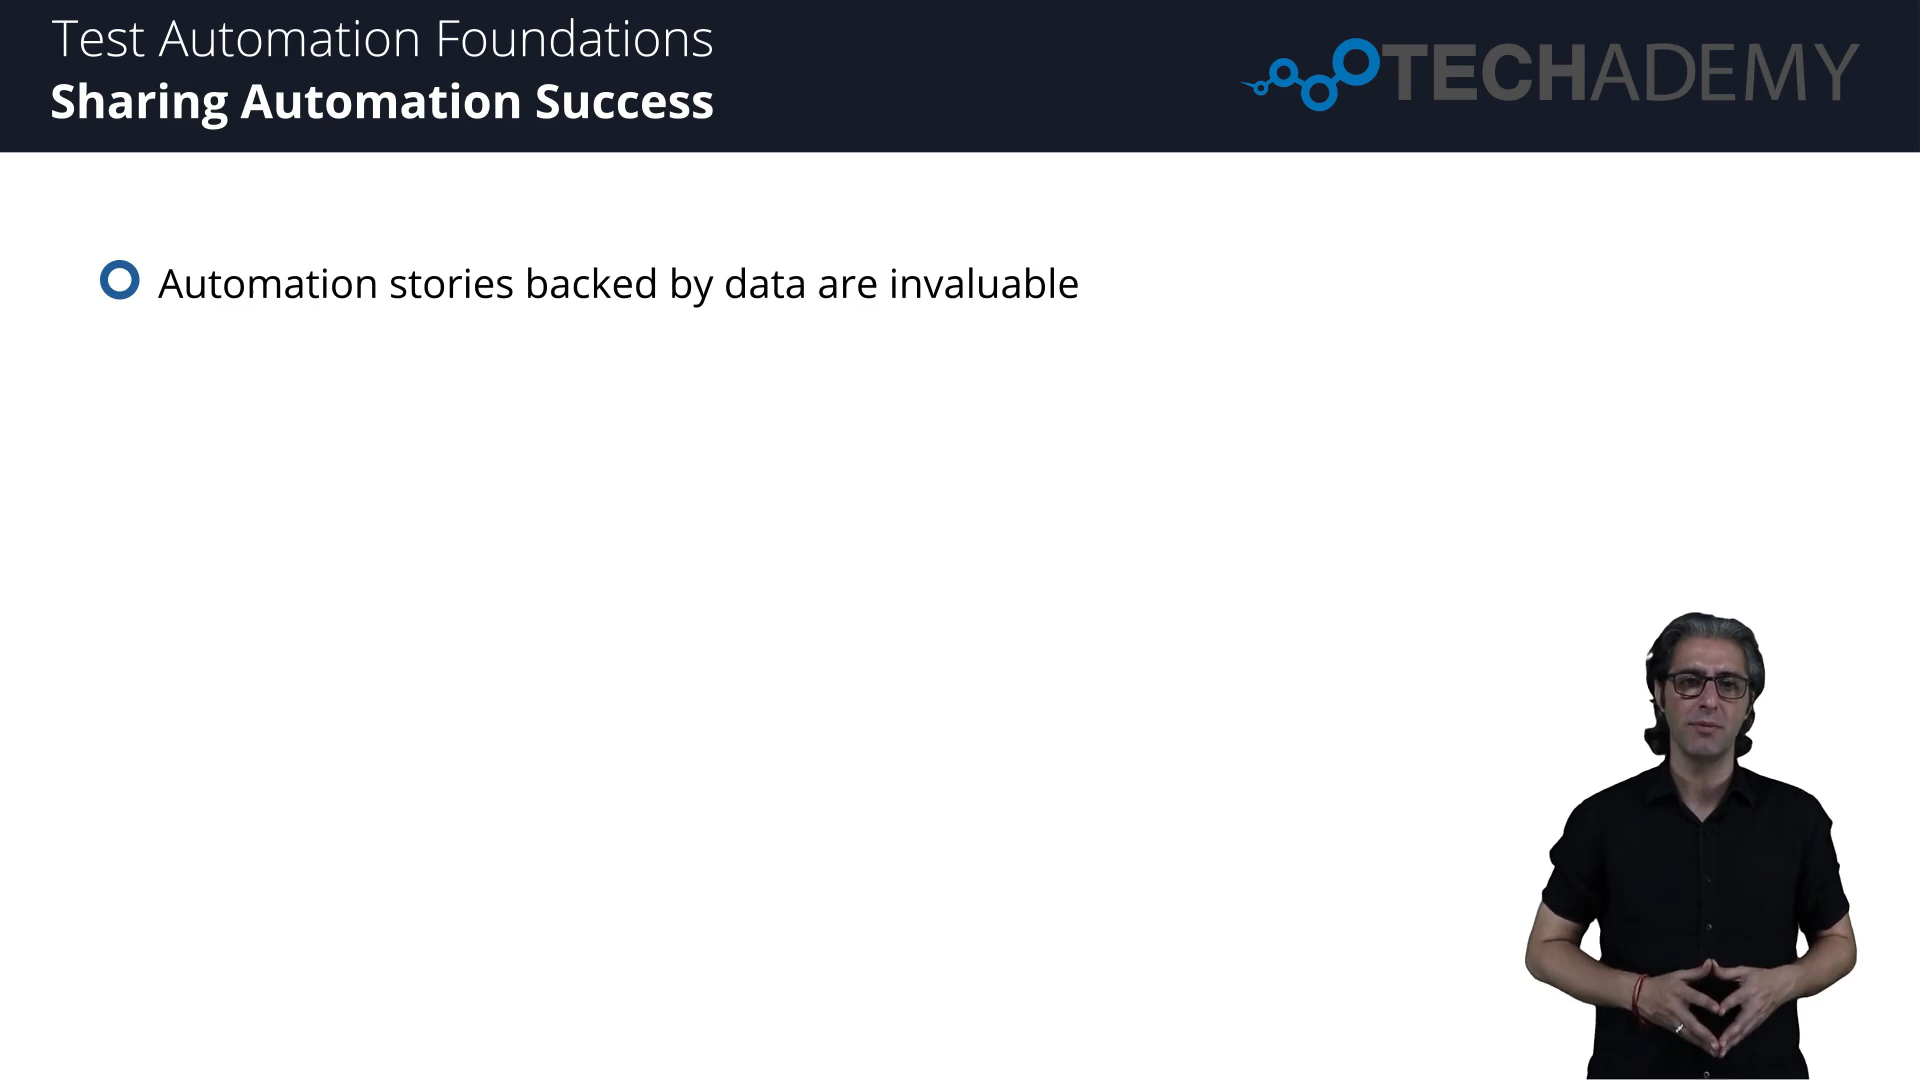 Test Automation Foundations
Sharing Automation Success
TECHADEMY
Automation stories backed by data are invaluable